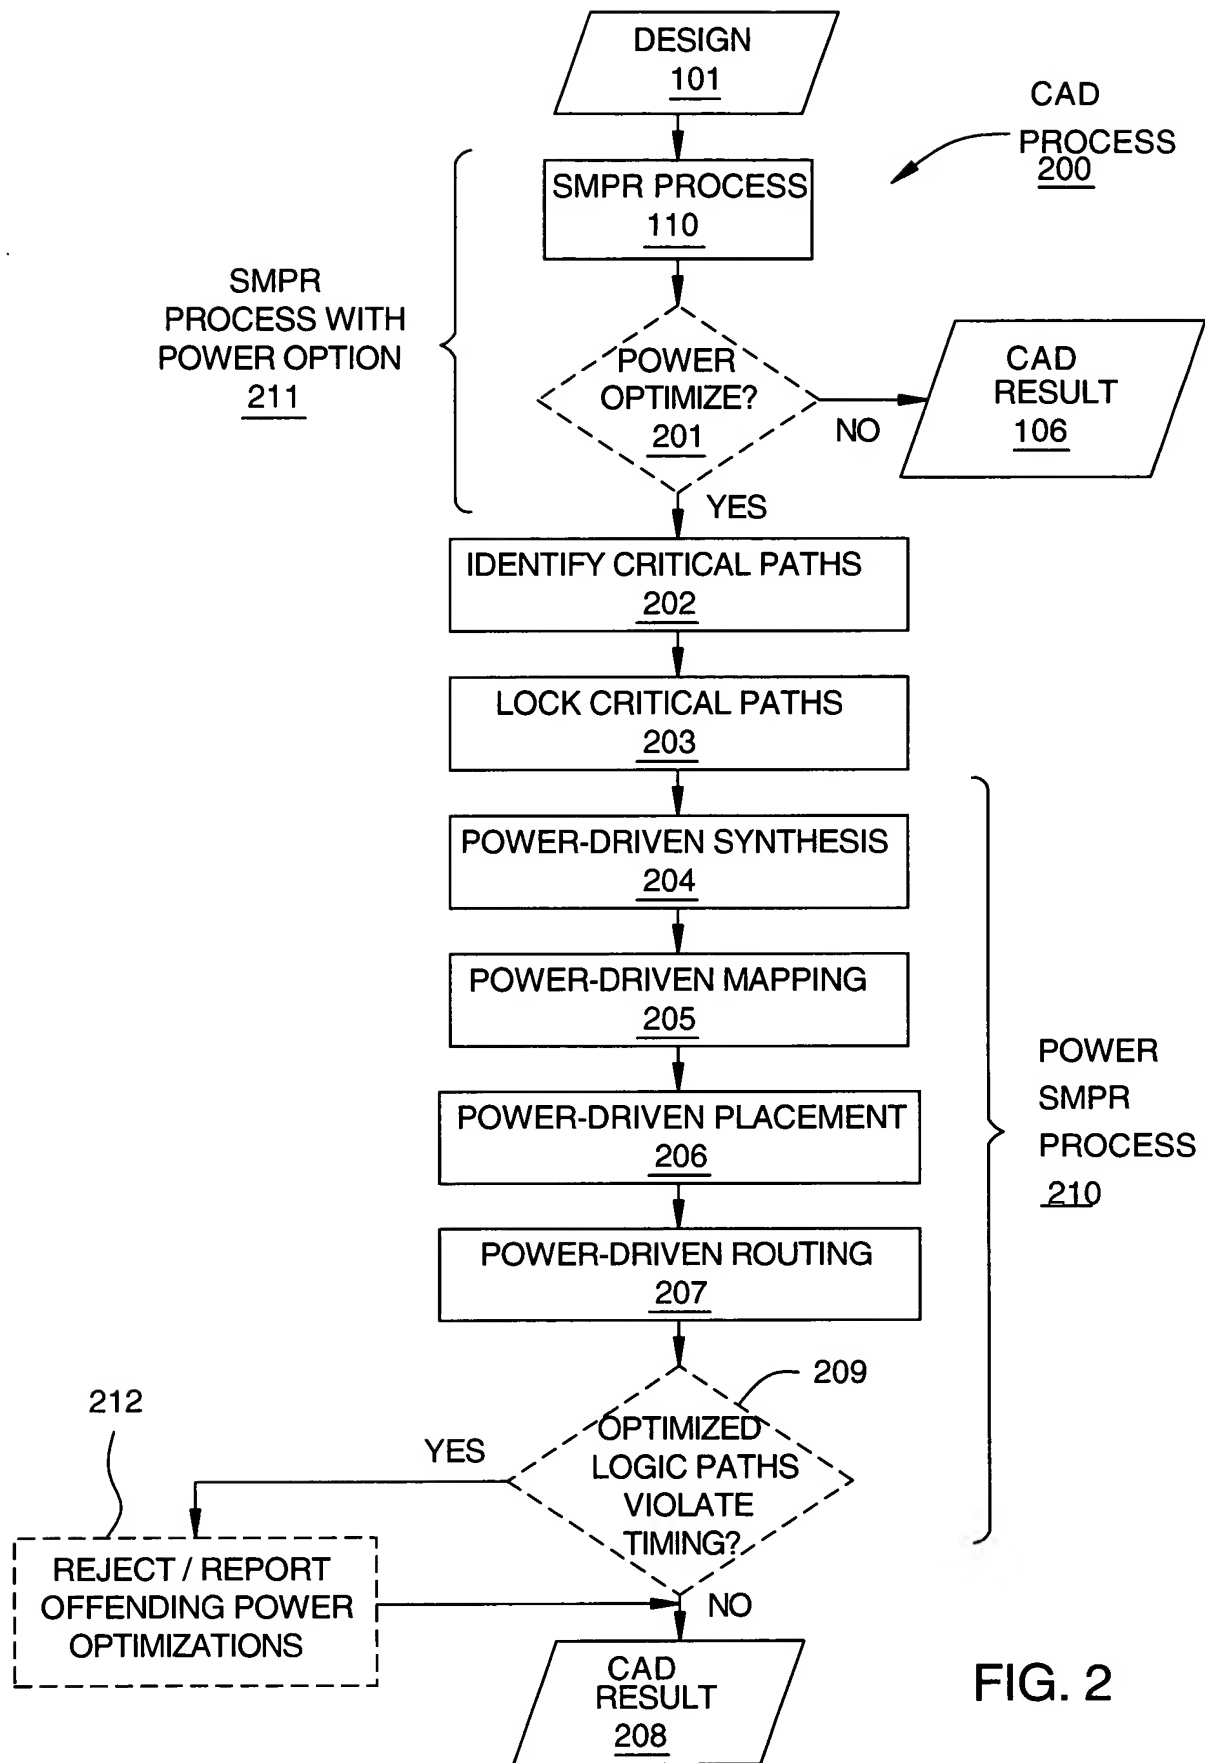 DESIGN
101
CAD
PROCESS
200
SMPR PROCESS
110
SMPR
PROCESS WITH
POWER OPTION
211
POWER
OPTIMIZE?
201
NO
CAD
RESULT
106
YES
IDENTIFY CRITICAL PATHS
202
LOCK CRITICAL PATHS
203
POWER-DRIVEN SYNTHESIS
204
POWER-DRIVEN MAPPING
205
POWER-DRIVEN PLACEMENT
206
POWER
SMPR
PROCESS
210
POWER-DRIVEN ROUTING
207
209
OPTIMIZED
LOGIC PATHS
VIOLATE
TIMING?
YES
212
REJECT / REPORT
OFFENDING POWER
OPTIMIZATIONS
NO
CAD
RESULT
208
FIG. 2